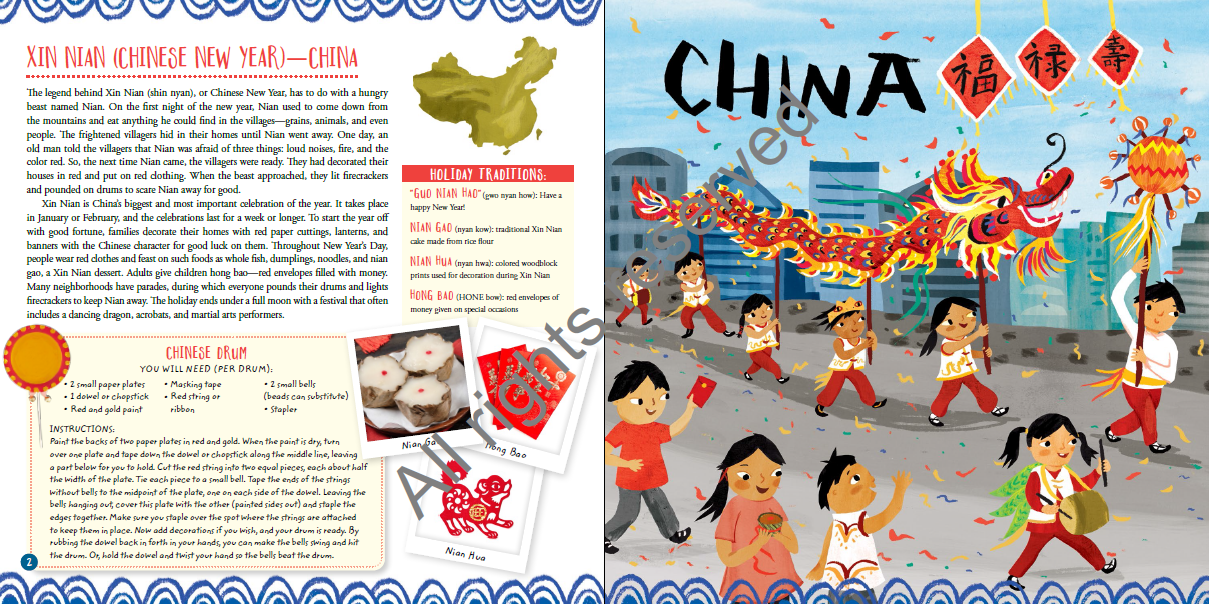 XIN NIAN (CHINESE NEW YEAR)—CHINA
The legend behind Xin Nian (shin nyan), or Chinese New Year, has to do with a hungry
beast named Nian. On the first night of the new year, Nian used to come down from
the mountains and eat anything he could find in the villages—grains, animals, and even
people. The frightened villagers hid in their homes until Nian went away. One day, an
old man told the villagers that Nian was afraid of three things: loud noises, fire, and the
color red. So, the next time Nian came, the villagers were ready. They had decorated their
houses in red and put on red clothing. When the beast approached, they lit firecrackers
and pounded on drums to scare Nian away for good.
Xin Nian is China's biggest and most important celebration of the year. It takes place
in January or February, and the celebrations last for a week or longer. To start the year off
with good fortune, families decorate their homes with red paper cuttings, lanterns, and
banners with the Chinese character for good luck on them. Throughout New Year's Day,
people wear red clothes and feast on such foods as whole fish, dumplings, noodles, and nian
gao, a Xin Nian dessert. Adults give children hong bao—red envelopes filled with money.
Many neighborhoods have parades, during which everyone pounds their drums and lights
firecrackers to keep Nian away. The holiday ends under a full moon with a festival that often
includes a dancing dragon, acrobats, and martial arts performers.
HOLIDAY TRADITIONS:
"GUO NIAN HAO" (gwo nyan how): Have a
happy New Year!
NIAN GAO (nyan kow): traditional Xin Nian
cake made from rice flour
NIAN HUA (nyan hwa): colored woodblock
prints used for decoration during Xin Nian
HONG BAO (HONE bow): red envelopes of
money given on special occasions
CHINESE DRUM
YOU WILL NEED (PER DRUM):
• 2 small paper plates
• 1 dowel or chopstick
• Red and gold paint
• Masking tape
• Red string or
ribbon
• 2 small bells
(beads can substitute)
• Stapler
INSTRUCTIONS:
Paint the backs of two paper plates in red and gold. When the paint is dry, turn
over one plate and tape down the dowel or chopstick along the middle line, leaving
a part below for you to hold. Cut the red string into two equal pieces, each about half
the width of the plate. Tie each piece to a small bell. Tape the ends of the strings
without bells to the midpoint of the plate, one on each side of the dowel. Leaving the
bells hanging out, cover this plate with the other (painted sides out) and staple the
edges together. Make sure you staple over the spot where the strings are attached
to keep them in place. Now add decorations if you wish, and your drum is ready. By
rubbing the dowel back in forth in your hands, you can make the bells swing and hit
the drum. Or, hold the dowel and twist your hand so the bells beat the drum.
Nian Gao
Hong Bao
Nian Hua
2
CHINA
福 禄 壽
All rights reserved